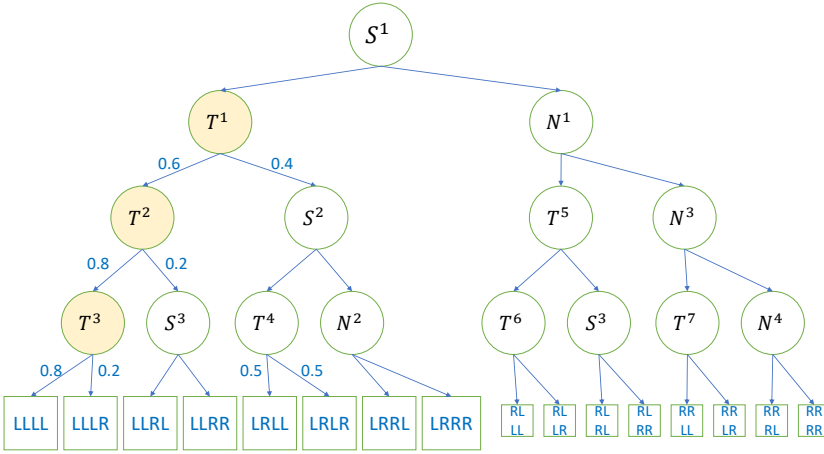 S¹
T¹
N¹
0.6
0.4
T²
S²
T⁵
N³
0.8
0.2
T³
S³
T⁴
N²
T⁶
S³
T⁷
N⁴
0.8
0.2
0.5
0.5
LLLL
LLLR
LLRL
LLRR
LRLL
LRLR
LRRL
LRRR
RL
LL
RL
LR
RL
RL
RL
RR
RR
LL
RR
LR
RR
RL
RR
RR